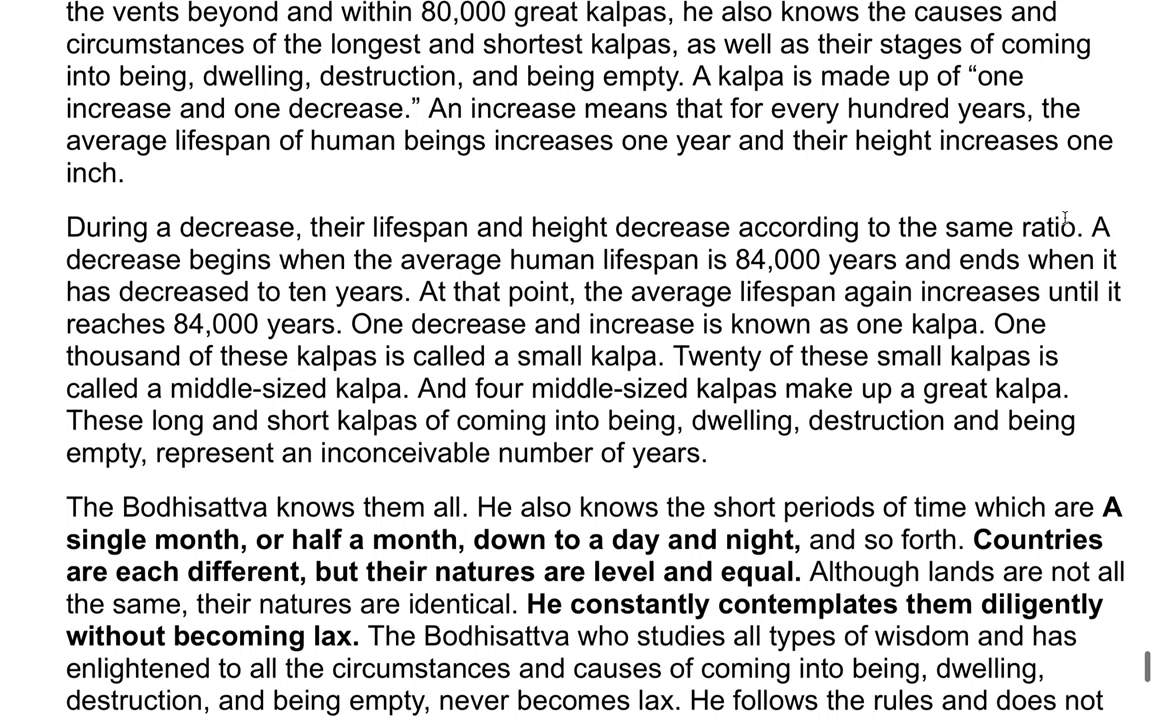 the vents beyond and within 80,000 great kalpas, he also knows the causes and
circumstances of the longest and shortest kalpas, as well as their stages of coming
into being, dwelling, destruction, and being empty. A kalpa is made up of “one
increase and one decrease.” An increase means that for every hundred years, the
average lifespan of human beings increases one year and their height increases one
inch.
During a decrease, their lifespan and height decrease according to the same ratio. A
decrease begins when the average human lifespan is 84,000 years and ends when it
has decreased to ten years. At that point, the average lifespan again increases until it
reaches 84,000 years. One decrease and increase is known as one kalpa. One
thousand of these kalpas is called a small kalpa. Twenty of these small kalpas is
called a middle-sized kalpa. And four middle-sized kalpas make up a great kalpa.
These long and short kalpas of coming into being, dwelling, destruction and being
empty, represent an inconceivable number of years.
The Bodhisattva knows them all. He also knows the short periods of time which are A
single month, or half a month, down to a day and night, and so forth. Countries
are each different, but their natures are level and equal. Although lands are not all
the same, their natures are identical. He constantly contemplates them diligently
without becoming lax. The Bodhisattva who studies all types of wisdom and has
enlightened to all the circumstances and causes of coming into being, dwelling,
destruction, and being empty, never becomes lax. He follows the rules and does not